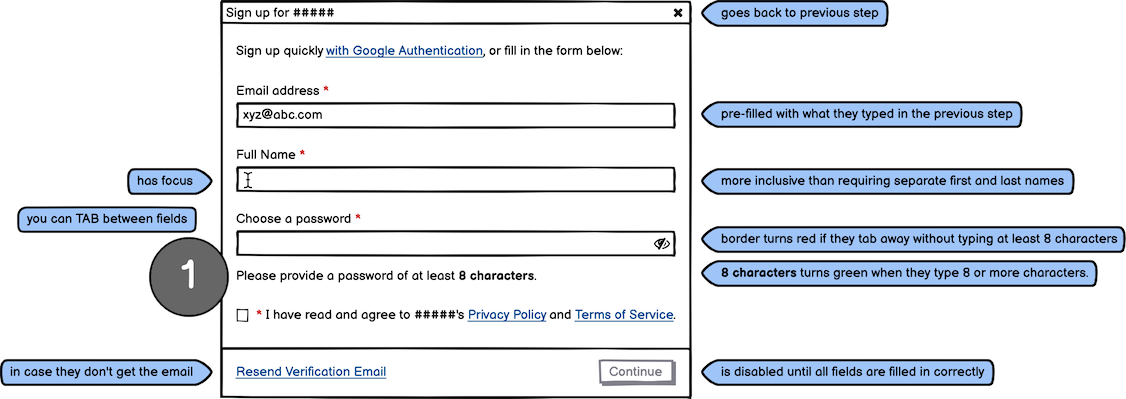 Sign up for #####
goes back to previous step
Sign up quickly with Google Authentication, or fill in the form below:
Email address *
xyz@abc.com
pre-filled with what they typed in the previous step
Full Name *
has focus
more inclusive than requiring separate first and last names
you can TAB between fields
Choose a password *
border turns red if they tab away without typing at least 8 characters
1
Please provide a password of at least 8 characters.
8 characters turns green when they type 8 or more characters.
* I have read and agree to #####'s Privacy Policy and Terms of Service.
in case they don't get the email
Resend Verification Email
Continue
is disabled until all fields are filled in correctly